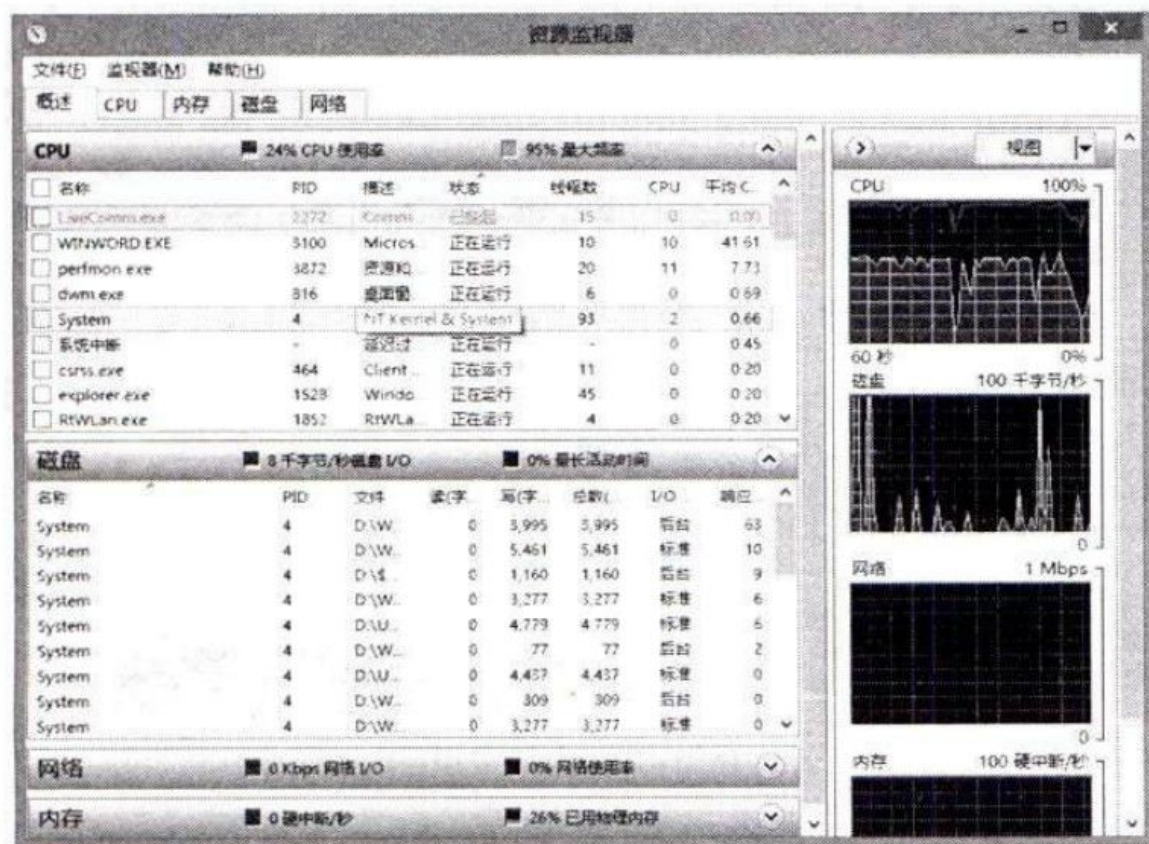 资源监视器
文件(F) 监视器(M) 帮助(H)
概述 CPU 内存 磁盘 网络
CPU 24% CPU 使用率 95% 最大频率
名称 PID 描述 状态 线程数 CPU 平均 C...
LiveComm.exe 15 0 0.00
WINWORD.EXE 3100 Micros... 正在运行 10 10 41.61
perfmon.exe 3872 资源和... 正在运行 20 11 7.73
dwm.exe 816 桌面窗... 正在运行 6 0 0.69
System 4 NT Kernel & System 93 2 0.66
系统中断 - 延迟过... 正在运行 - 0 0.45
csrss.exe 464 Client ... 正在运行 11 0 0.20
explorer.exe 1528 Windo... 正在运行 45 0 0.20
RtWLan.exe 1852 RtWLa... 正在运行 4 0 0.20
磁盘 8 千字节/秒磁盘 I/O 0% 最长活动时间
名称 PID 文件 读(字... 写(字... 总数(... I/O ... 响应...
System 4 D:\W... 0 3,995 3,995 后台 63
System 4 D:\W... 0 5,461 5,461 标准 10
System 4 D:\$... 0 1,160 1,160 后台 9
System 4 D:\W... 0 3,277 3,277 标准 6
System 4 D:\U... 0 4,779 4,779 标准 6
System 4 D:\W... 0 77 77 后台 2
System 4 D:\U... 0 4,437 4,437 标准 0
System 4 D:\W... 0 309 309 后台 0
System 4 D:\W... 0 3,277 3,277 标准 0
网络 0 Kbps 网络 I/O 0% 网络使用率
内存 0 硬中断/秒 26% 已用物理内存
视图
CPU 100%
60 秒 0%
磁盘 100 千字节/秒
0
网络 1 Mbps
0
内存 100 硬中断/秒